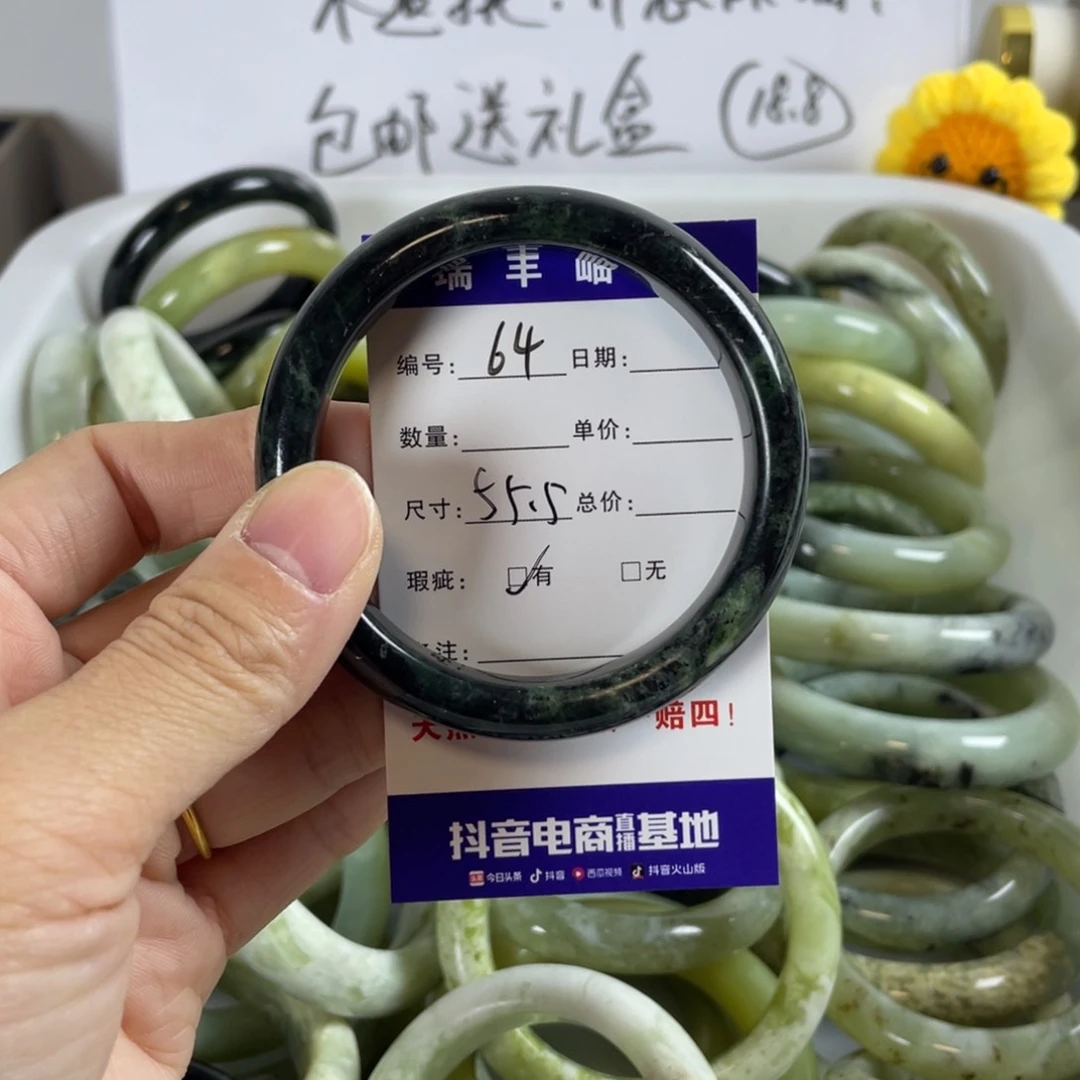 包邮送礼盒 18.8
瑞丰
编号: 64 日期:
数量: 单价:
尺寸: 55.5 总价:
瑕疵: ☑有 □无
注:
赔四!
抖音电商直播基地
今日头条 抖音 西瓜视频 抖音火山版